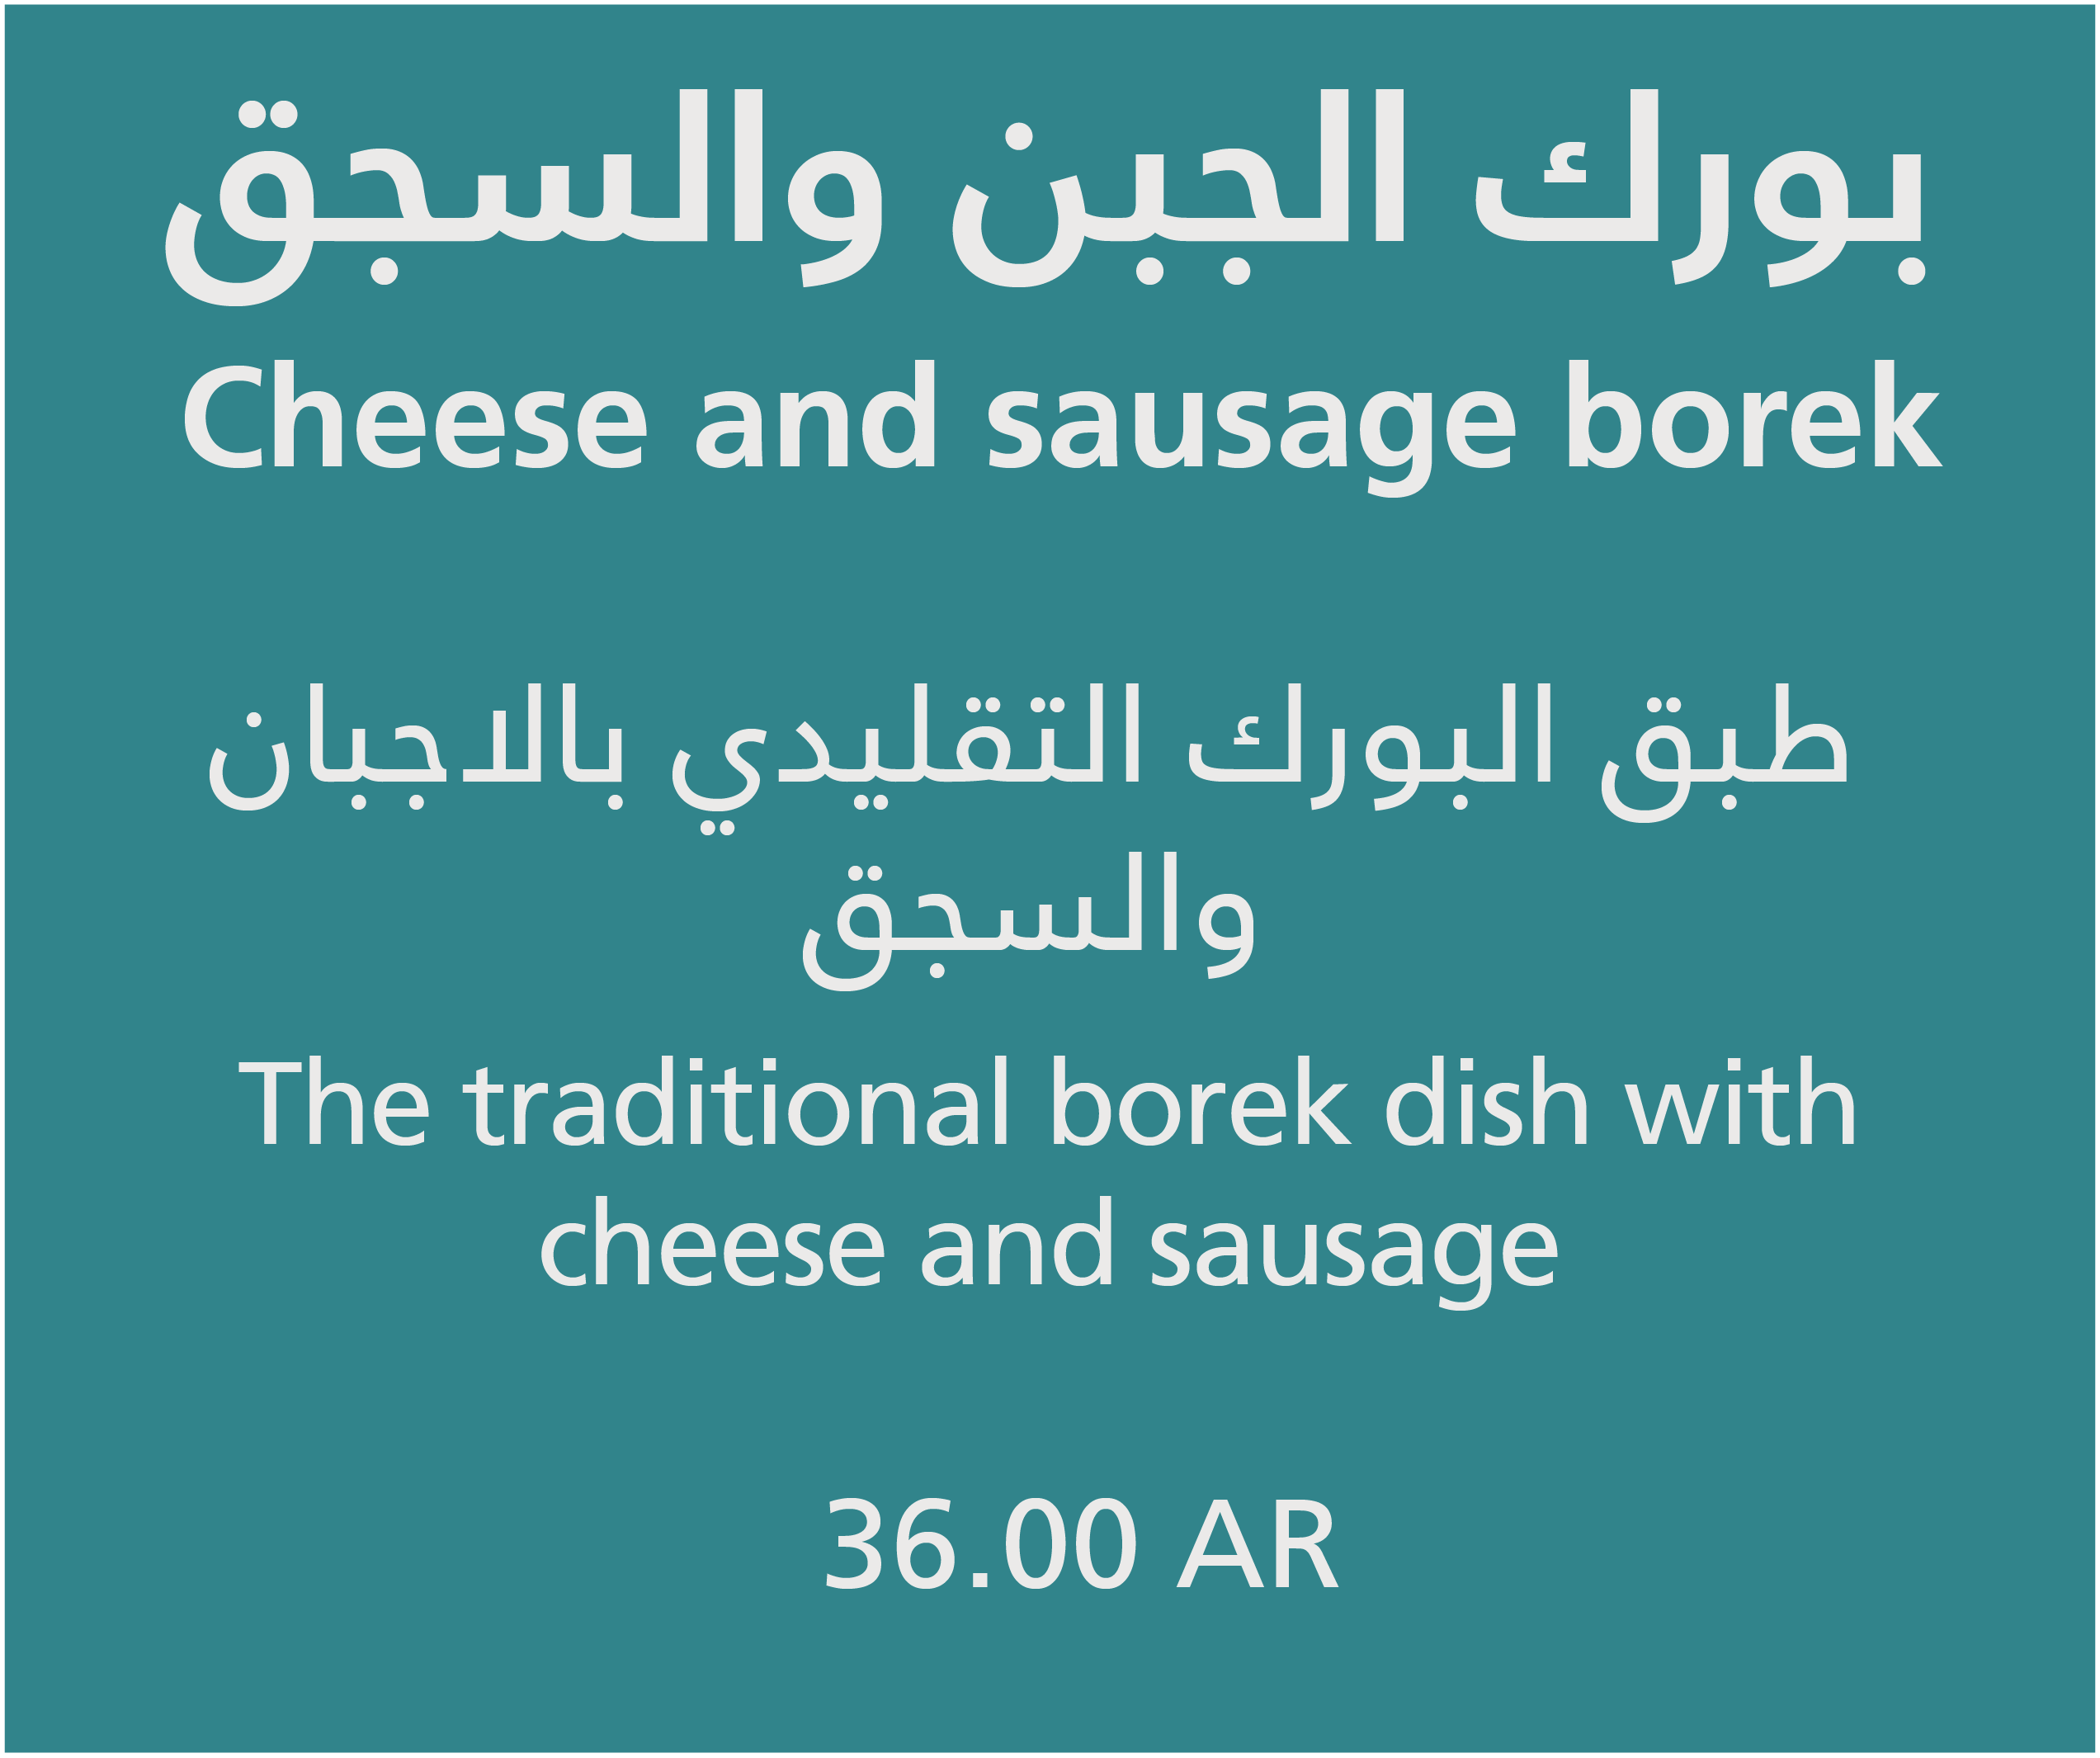 بورك الجبن والسجق
Cheese and sausage borek
طبق البورك التقليدي بالاجبان
والسجق
The traditional borek dish with
cheese and sausage
36.00 AR